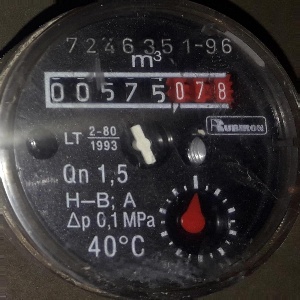 7246351-96
m³
00575078
LT 2-80
1993
Qn 1,5
H-B; A
Δp 0,1 MPa
40°C